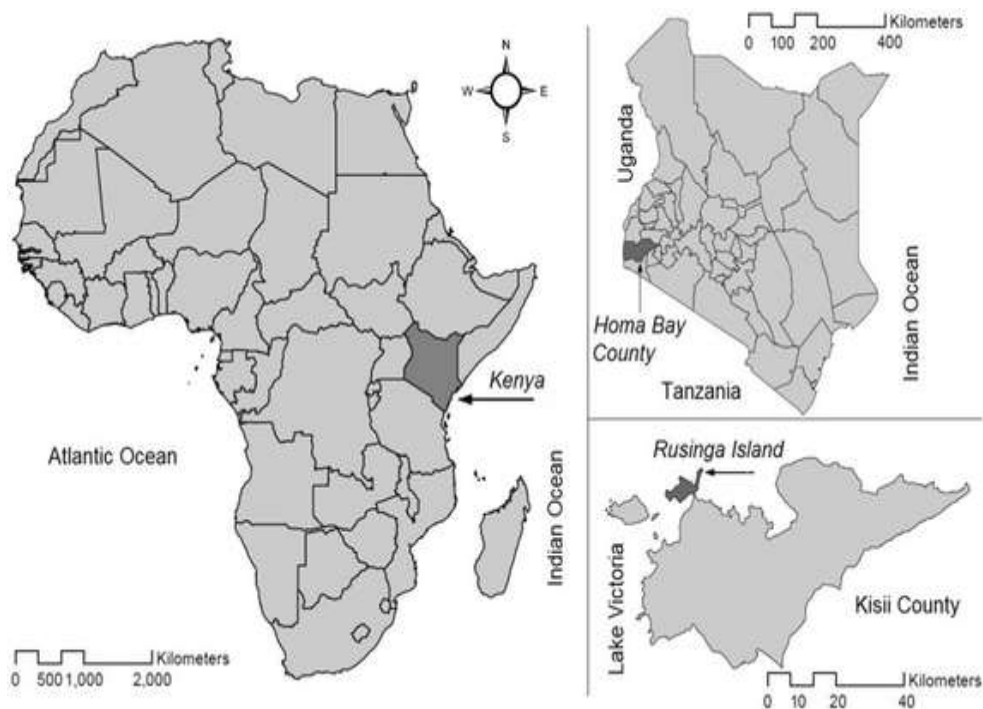 N
W E
S
Kenya
Atlantic Ocean
Indian Ocean
Kilometers
0 500 1,000 2,000
Kilometers
0 100 200 400
Uganda
Homa Bay
County
Tanzania
Indian Ocean
Rusinga Island
Lake Victoria
Kisii County
Kilometers
0 10 20 40